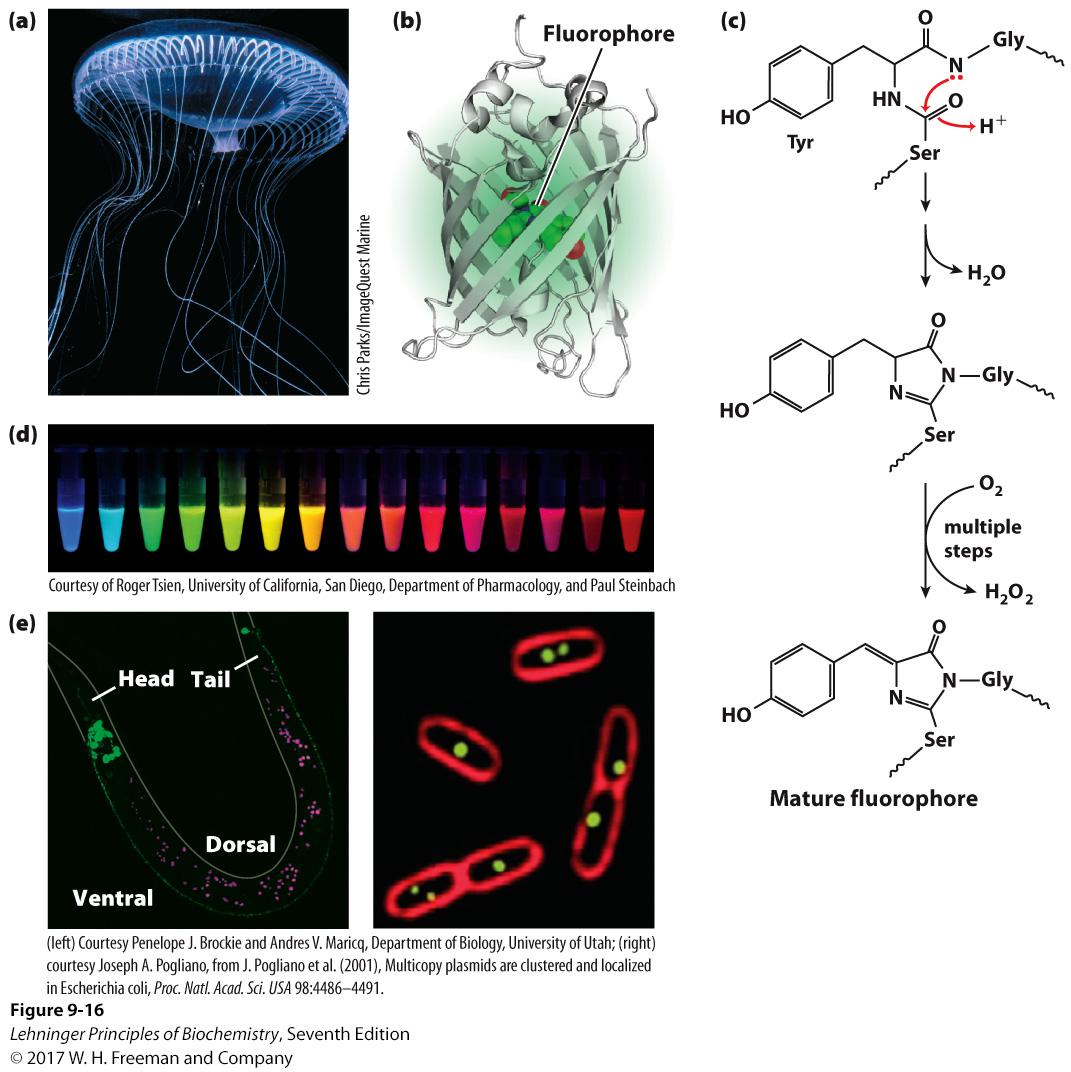 (a)
Chris Parks/ImageQuest Marine
(b)
Fluorophore
(c)
O
N
Gly
HN
O
H⁺
HO
Tyr
Ser
H₂O
O
N
Gly
N
HO
Ser
O₂
multiple
steps
H₂O₂
O
N
Gly
N
HO
Ser
Mature fluorophore
(d)
Courtesy of Roger Tsien, University of California, San Diego, Department of Pharmacology, and Paul Steinbach
(e)
Head Tail
Dorsal
Ventral
(left) Courtesy Penelope J. Brockie and Andres V. Maricq, Department of Biology, University of Utah; (right)
courtesy Joseph A. Pogliano, from J. Pogliano et al. (2001), Multicopy plasmids are clustered and localized
in Escherichia coli, Proc. Natl. Acad. Sci. USA 98:4486–4491.
Figure 9-16
Lehninger Principles of Biochemistry, Seventh Edition
© 2017 W. H. Freeman and Company